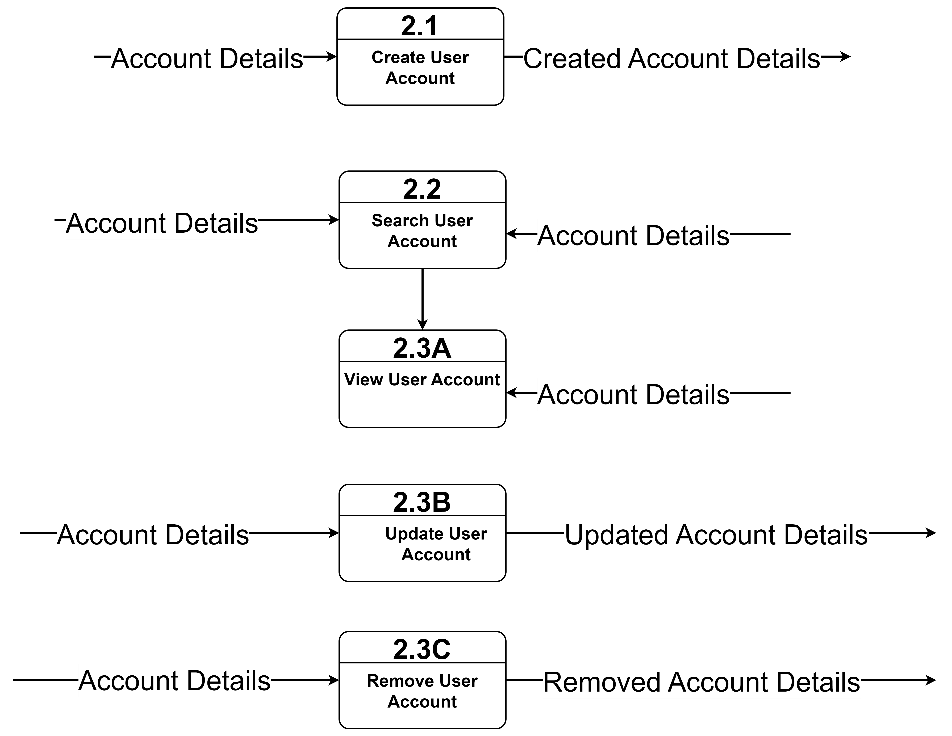 2.1
Account Details
Create User
Account
Created Account Details
2.2
Account Details
Search User
Account
Account Details
2.3A
View User Account
Account Details
2.3B
Account Details
Update User
Account
Updated Account Details
2.3C
Account Details
Remove User
Account
Removed Account Details